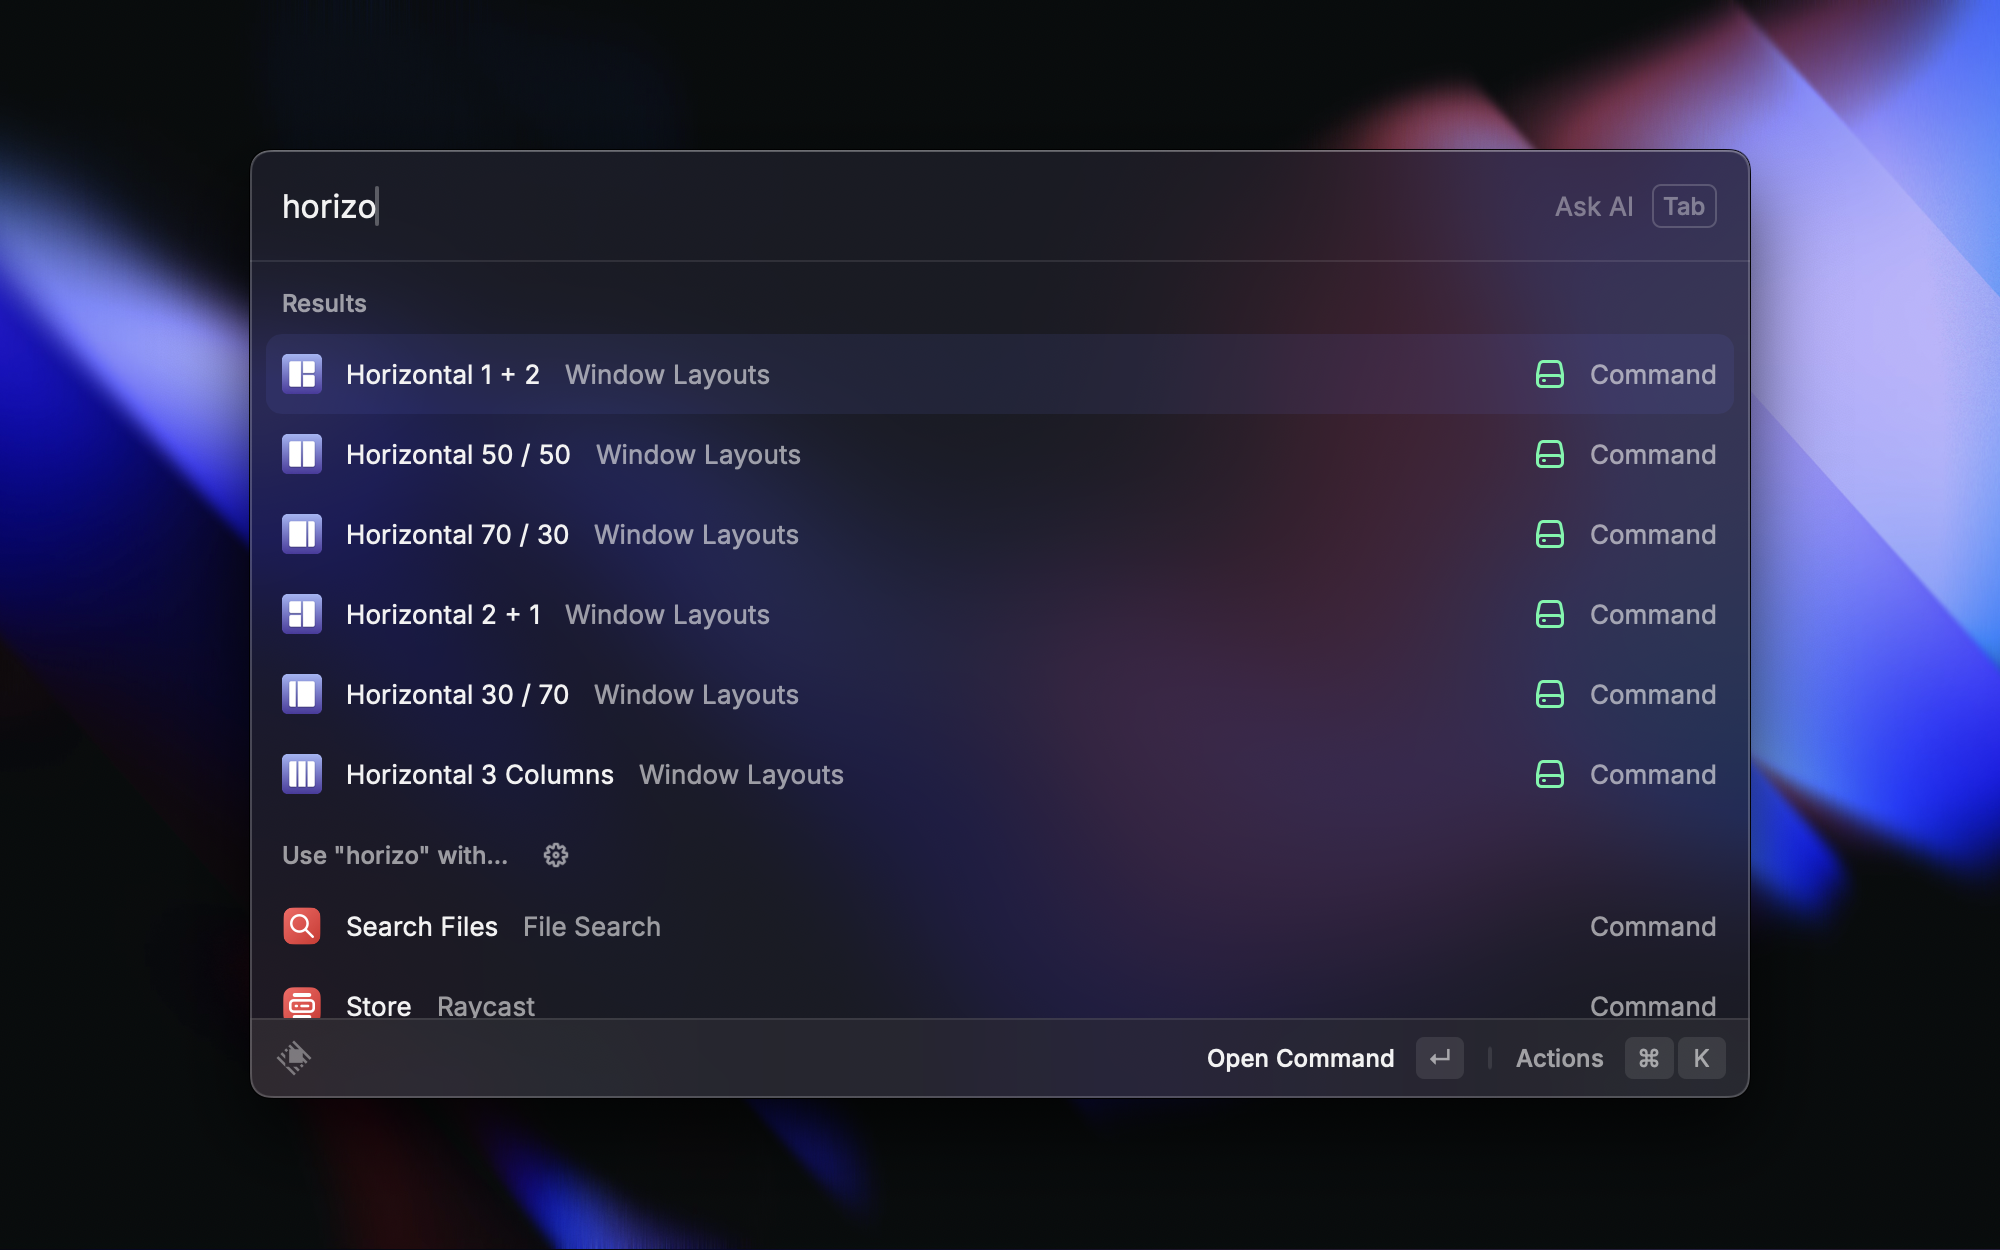 horizo
Ask AI Tab
Results
Horizontal 1 + 2 Window Layouts Command
Horizontal 50 / 50 Window Layouts Command
Horizontal 70 / 30 Window Layouts Command
Horizontal 2 + 1 Window Layouts Command
Horizontal 30 / 70 Window Layouts Command
Horizontal 3 Columns Window Layouts Command
Use "horizo" with...
Search Files File Search Command
Store Raycast Command
Open Command ↵ Actions ⌘ K